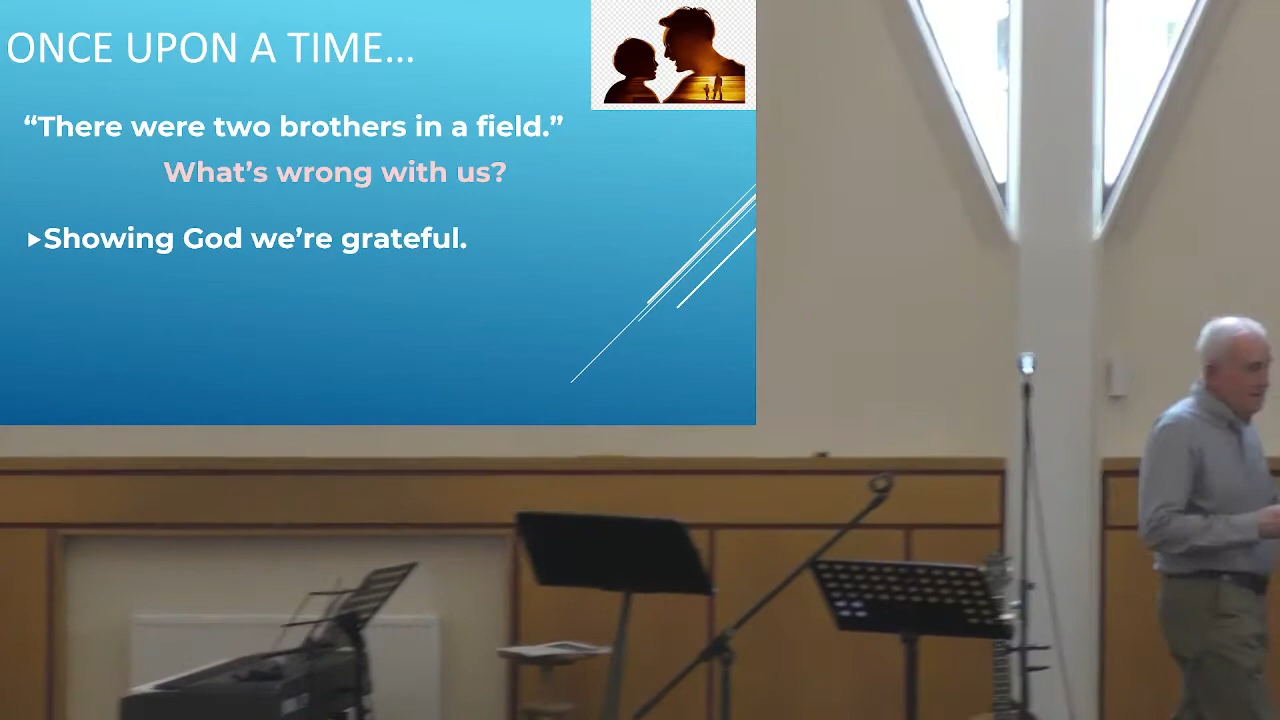 ONCE UPON A TIME...
“There were two brothers in a field.”
What’s wrong with us?
▸Showing God we’re grateful.